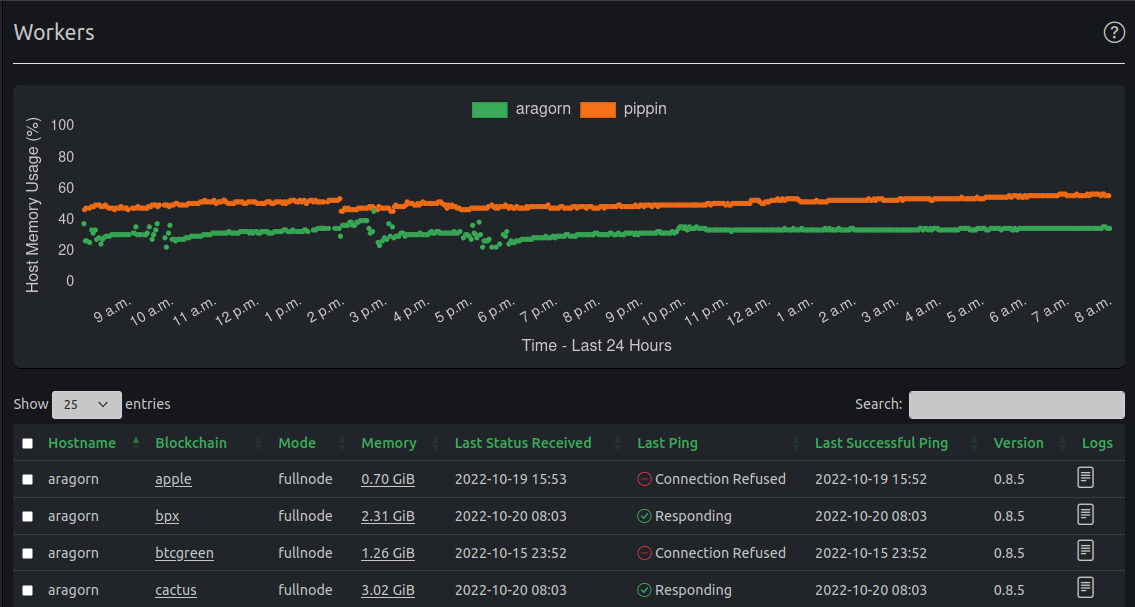 Workers
?
aragorn pippin
Host Memory Usage (%)
100
80
60
40
20
0
9 a.m. 10 a.m. 11 a.m. 12 p.m. 1 p.m. 2 p.m. 3 p.m. 4 p.m. 5 p.m. 6 p.m. 7 p.m. 8 p.m. 9 p.m. 10 p.m. 11 p.m. 12 a.m. 1 a.m. 2 a.m. 3 a.m. 4 a.m. 5 a.m. 6 a.m. 7 a.m. 8 a.m.
Time - Last 24 Hours
Show 25 entries Search:
Hostname Blockchain Mode Memory Last Status Received Last Ping Last Successful Ping Version Logs
aragorn apple fullnode 0.70 GiB 2022-10-19 15:53 Connection Refused 2022-10-19 15:52 0.8.5
aragorn bpx fullnode 2.31 GiB 2022-10-20 08:03 Responding 2022-10-20 08:03 0.8.5
aragorn btcgreen fullnode 1.26 GiB 2022-10-15 23:52 Connection Refused 2022-10-15 23:52 0.8.5
aragorn cactus fullnode 3.02 GiB 2022-10-20 08:03 Responding 2022-10-20 08:03 0.8.5